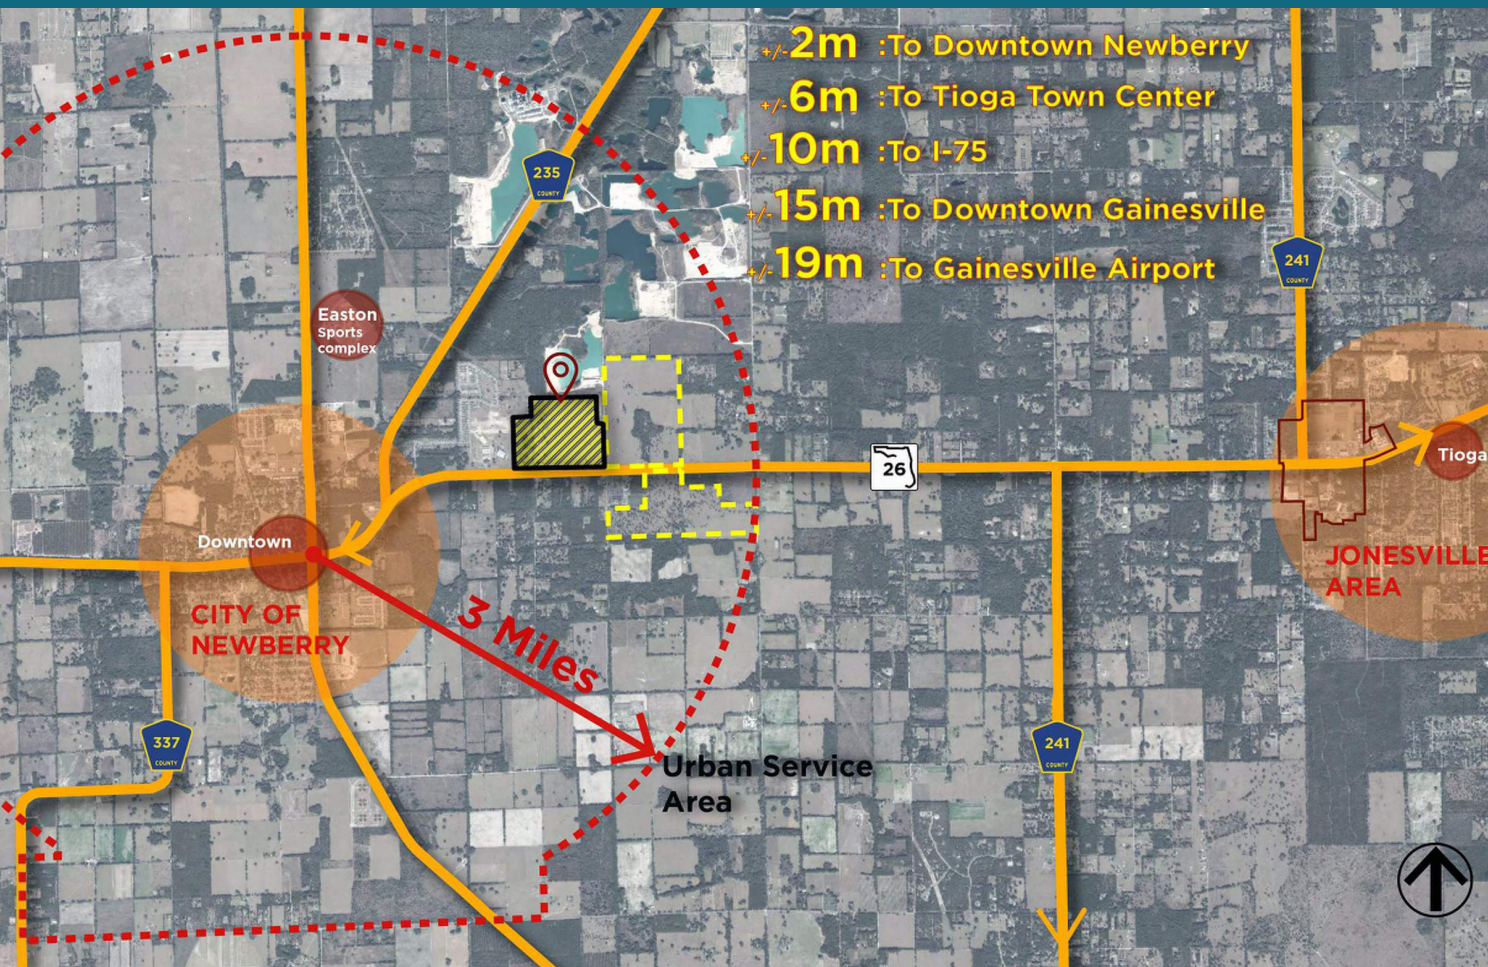 +/-2m :To Downtown Newberry
+/-6m :To Tioga Town Center
+/-10m :To I-75
+/-15m :To Downtown Gainesville
+/-19m :To Gainesville Airport
235
COUNTY
241
COUNTY
Easton
Sports
complex
26
Tioga
Downtown
CITY OF
NEWBERRY
3 Miles
JONESVILLE
AREA
337
COUNTY
241
COUNTY
Urban Service
Area